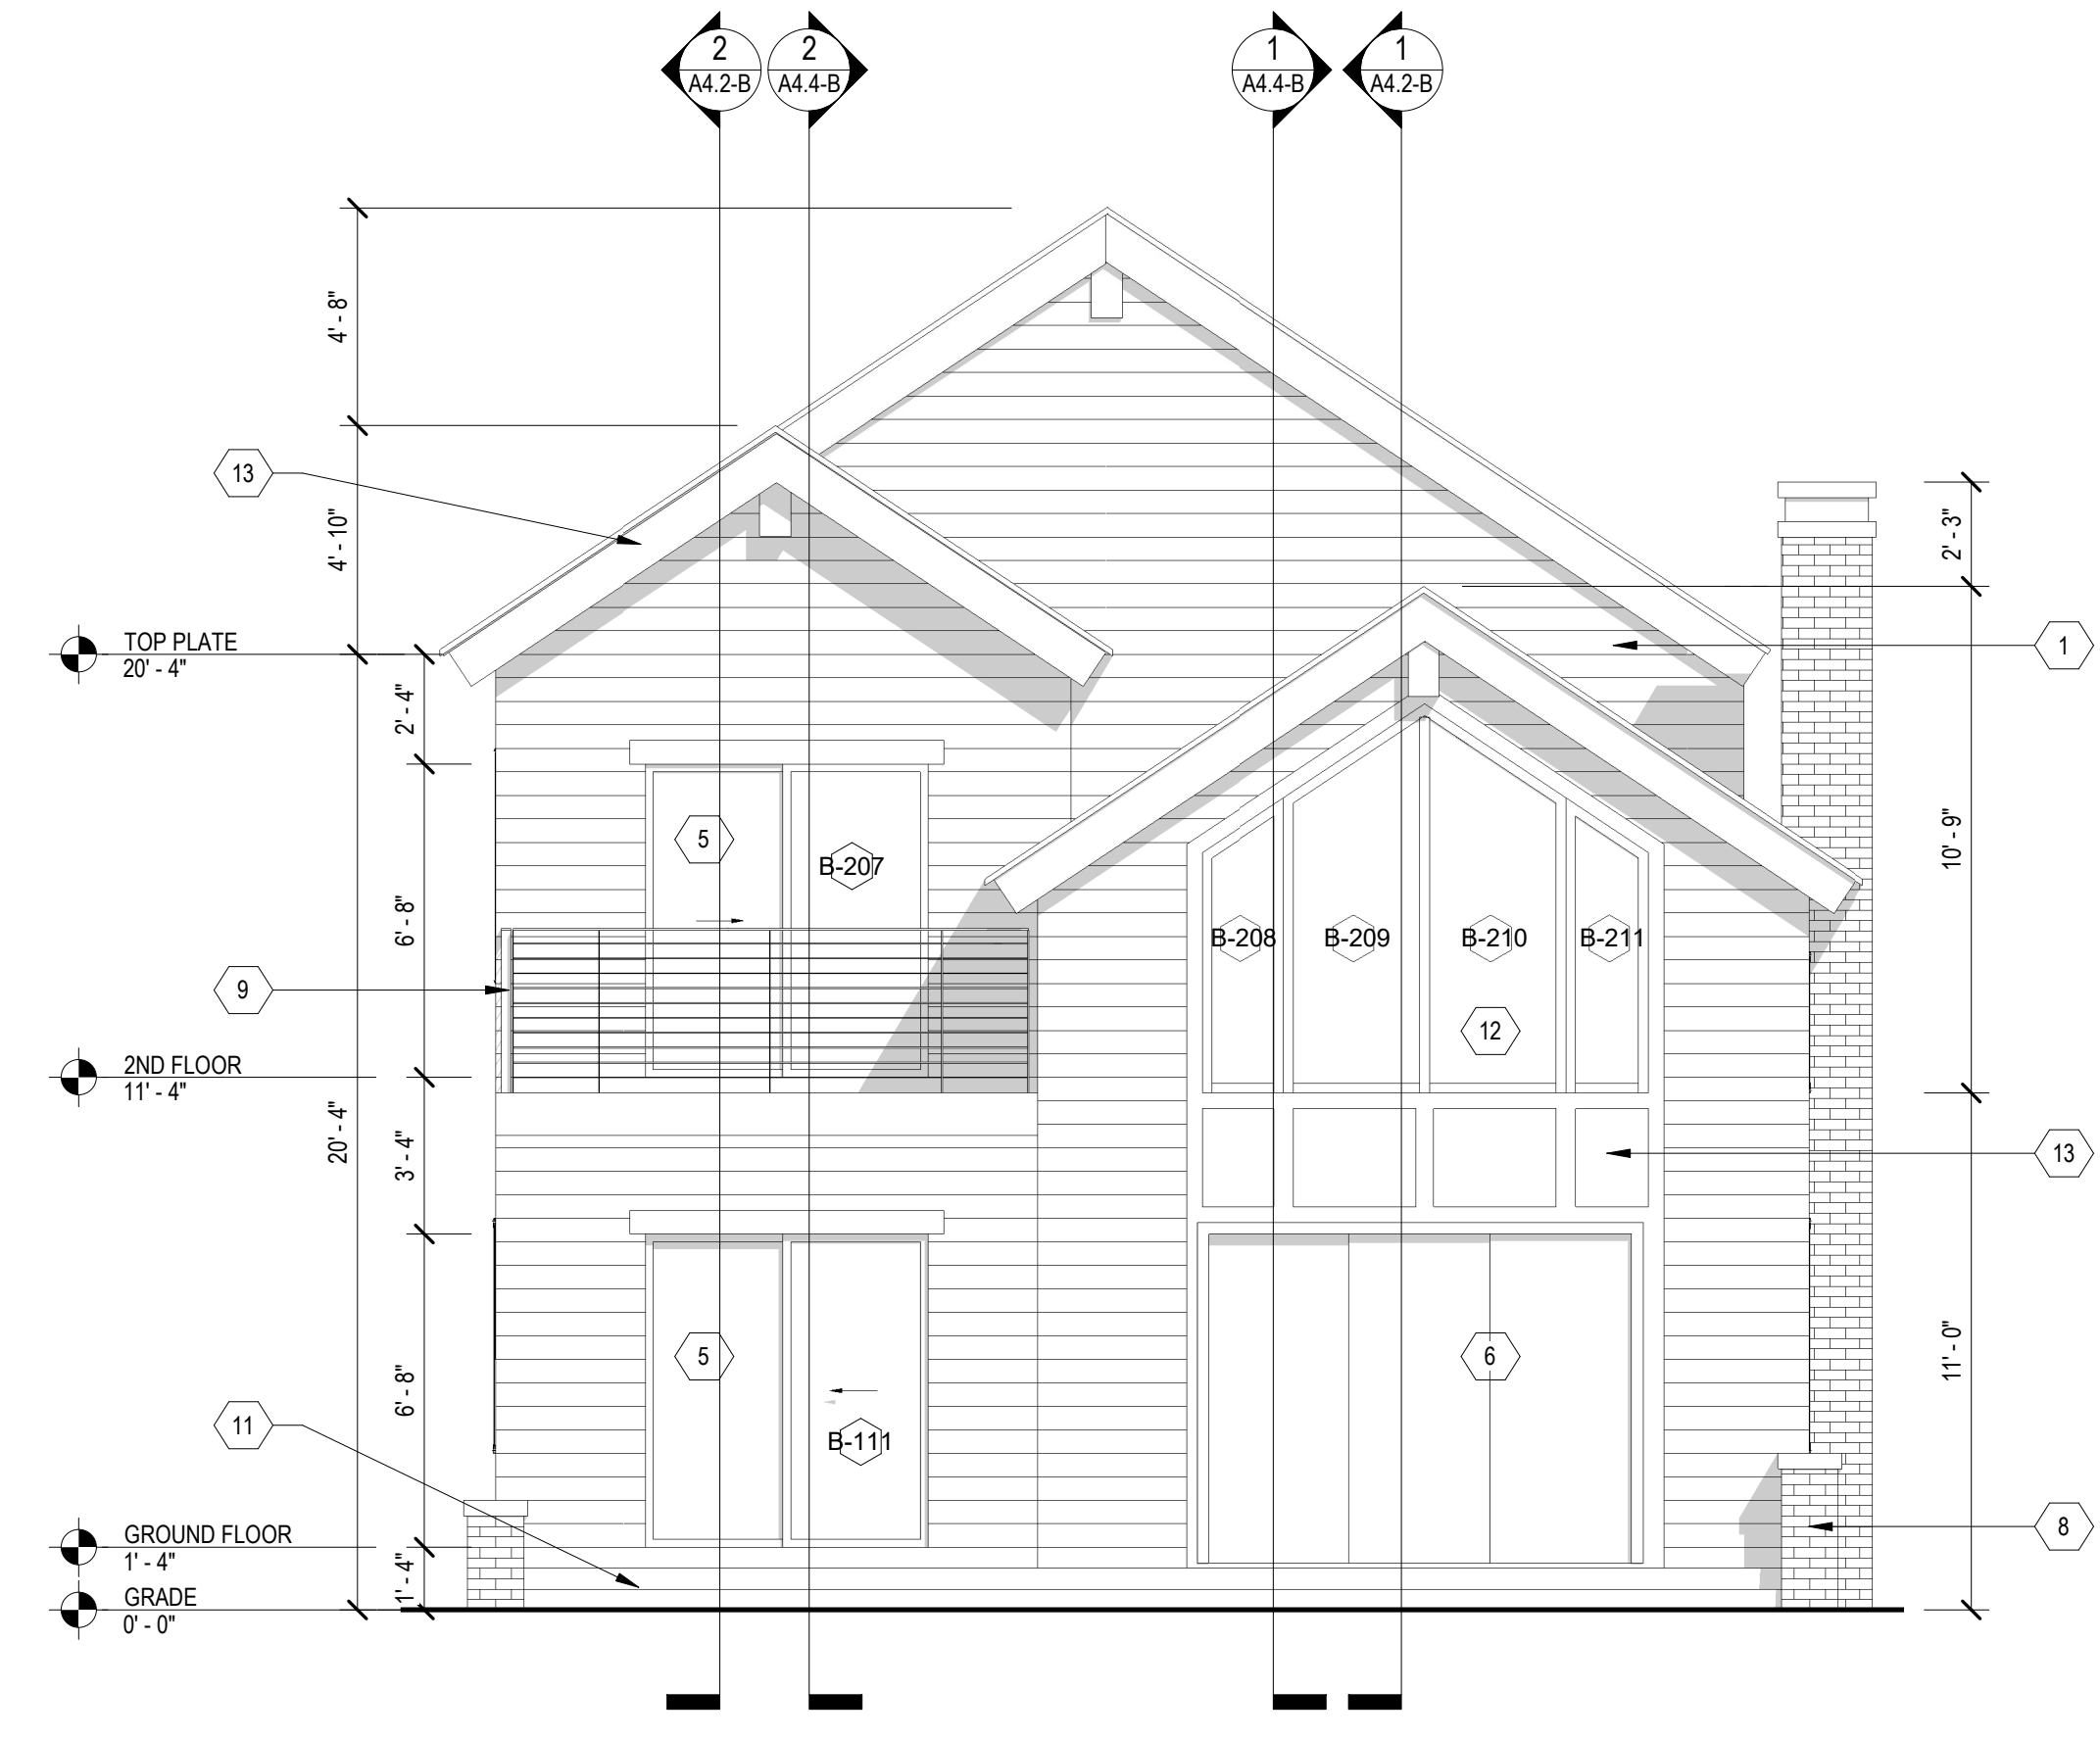 2
A4.2-B
2
A4.4-B
1
A4.4-B
1
A4.2-B
4' - 8"
13
4' - 10"
2' - 3"
TOP PLATE
20' - 4"
1
2' - 4"
5
B-207
10' - 9"
6' - 8"
B-208
B-209
B-210
B-211
9
12
2ND FLOOR
11' - 4"
20' - 4"
3' - 4"
13
5
6
11' - 0"
6' - 8"
11
B-111
8
GROUND FLOOR
1' - 4"
1' - 4"
GRADE
0' - 0"